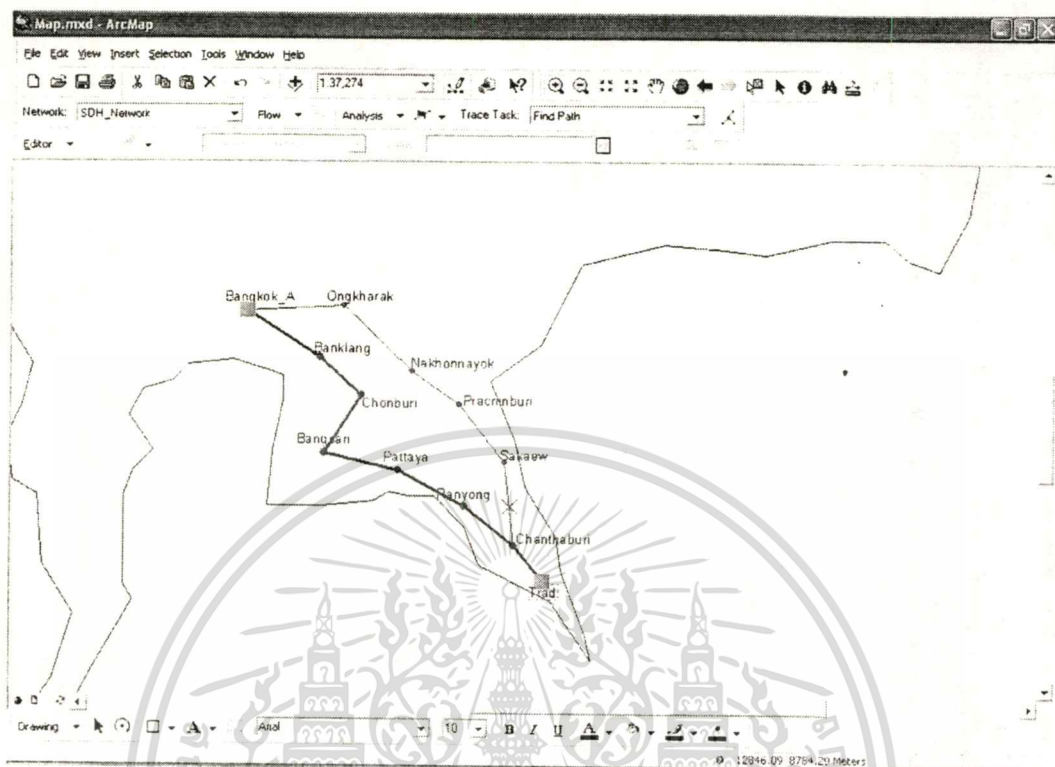 Map.mxd - ArcMap
File Edit View Insert Selection Tools Window Help
1:37,274
Network: SDH_Network Flow Analysis Trace Task: Find Path
Editor
Bangkok_A
Ongkharak
Banklang
Nakhonnayok
Chonburi
Prachinburi
Bangsan
Pattaya
Sakaew
Ranyong
Chanthaburi
Trad
Drawing A Arial 10 B I U A
12846.09 8784.20 Meters